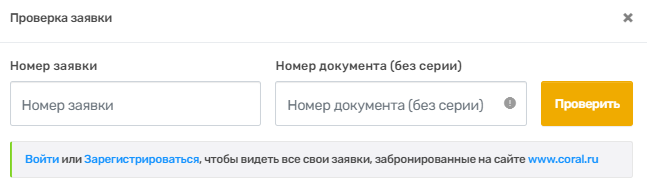 Проверка заявки
Номер заявки
Номер документа (без серии)
Номер заявки
Номер документа (без серии)
Проверить
Войти или Зарегистрироваться, чтобы видеть все свои заявки, забронированные на сайте www.coral.ru